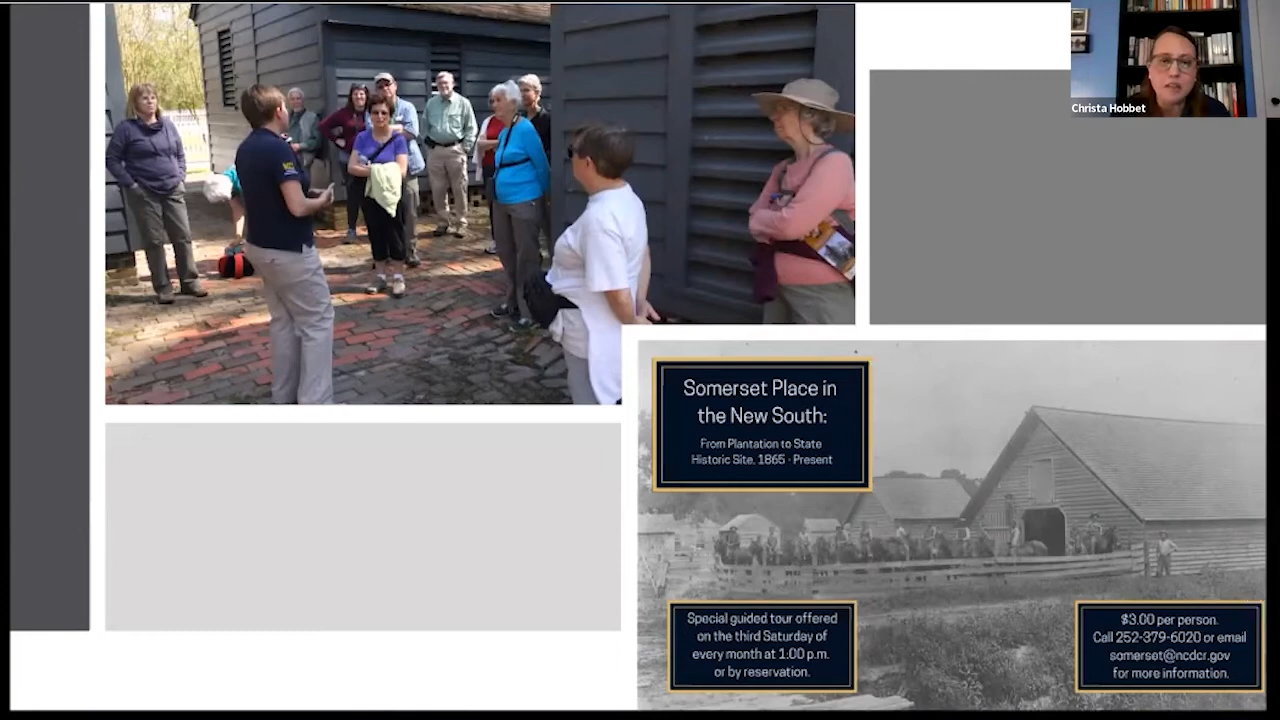 Christa Hobbet
Somerset Place in
the New South:
From Plantation to State
Historic Site, 1865 - Present
Special guided tour offered
on the third Saturday of
every month at 1:00 p.m.
or by reservation.
$3.00 per person.
Call 252-379-6020 or email
somerset@ncdcr.gov
for more information.